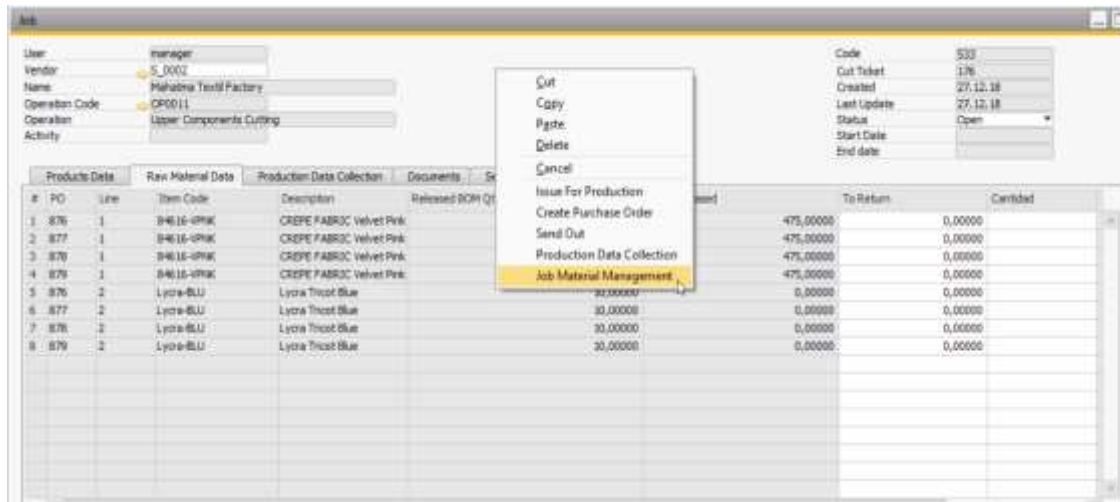 Job
User manager
Vendor S_0002
Name Mahatma Textil Factory
Operation Code OP0011
Operation Upper Components Cutting
Activity
Code 533
Cut Ticket 176
Created 27.12.18
Last Update 27.12.18
Status Open
Start Date
End date
Cut
Copy
Paste
Delete
Cancel
Issue For Production
Create Purchase Order
Send Out
Production Data Collection
Job Material Management
Products Data Raw Material Data Production Data Collection Documents
# PO Line Item Code Description Released BOM Qt To Return Cantidad
1 876 1 84616-VPNK CREPE FABRIC Velvet Pink 475,00000 0,00000
2 877 1 84616-VPNK CREPE FABRIC Velvet Pink 475,00000 0,00000
3 878 1 84616-VPNK CREPE FABRIC Velvet Pink 475,00000 0,00000
4 879 1 84616-VPNK CREPE FABRIC Velvet Pink 475,00000 0,00000
5 876 2 Lycra-BLU Lycra Tricot Blue 0,00000 0,00000
6 877 2 Lycra-BLU Lycra Tricot Blue 30,00000 0,00000 0,00000
7 878 2 Lycra-BLU Lycra Tricot Blue 30,00000 0,00000 0,00000
8 879 2 Lycra-BLU Lycra Tricot Blue 30,00000 0,00000 0,00000